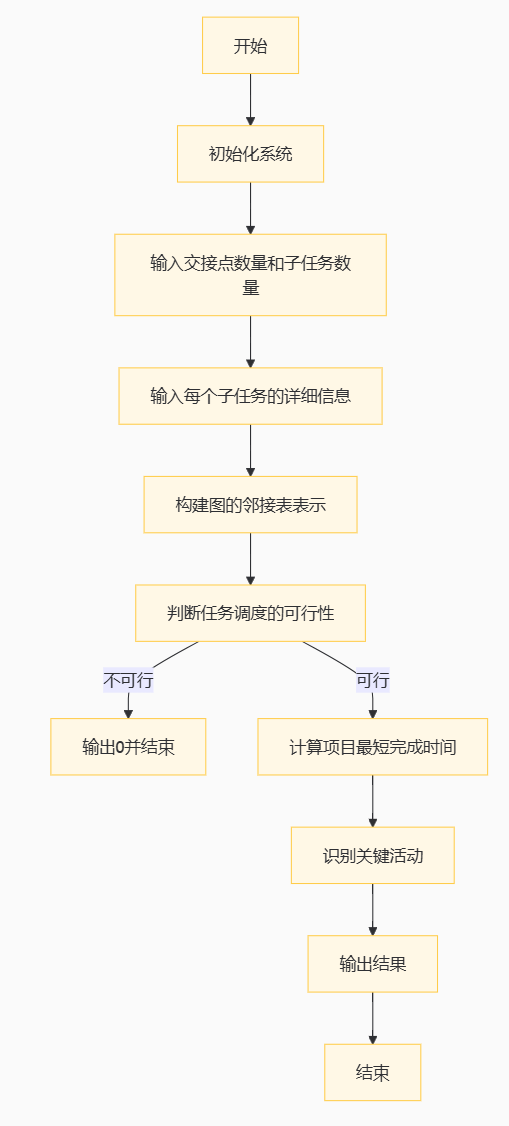 开始
初始化系统
输入交接点数量和子任务数
量
输入每个子任务的详细信息
构建图的邻接表表示
判断任务调度的可行性
不可行
可行
输出0并结束
计算项目最短完成时间
识别关键活动
输出结果
结束